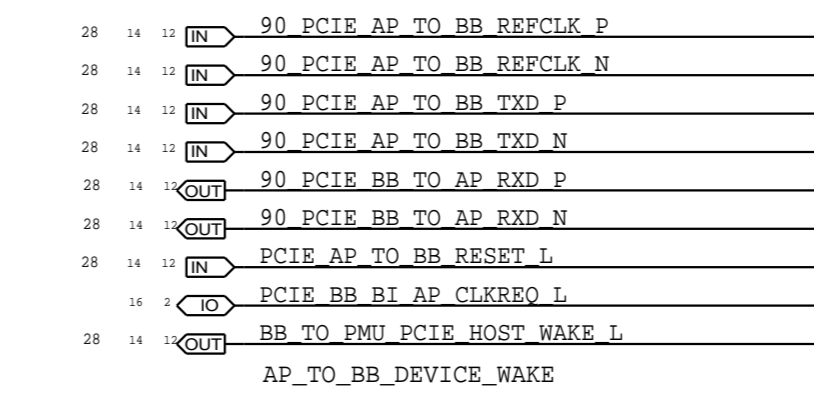 28 14 12 IN 90_PCIE_AP_TO_BB_REFCLK_P
28 14 12 IN 90_PCIE_AP_TO_BB_REFCLK_N
28 14 12 IN 90_PCIE_AP_TO_BB_TXD_P
28 14 12 IN 90_PCIE_AP_TO_BB_TXD_N
28 14 12 OUT 90_PCIE_BB_TO_AP_RXD_P
28 14 12 OUT 90_PCIE_BB_TO_AP_RXD_N
28 14 12 IN PCIE_AP_TO_BB_RESET_L
16 2 IO PCIE_BB_BI_AP_CLKREQ_L
28 14 12 OUT BB_TO_PMU_PCIE_HOST_WAKE_L
AP_TO_BB_DEVICE_WAKE